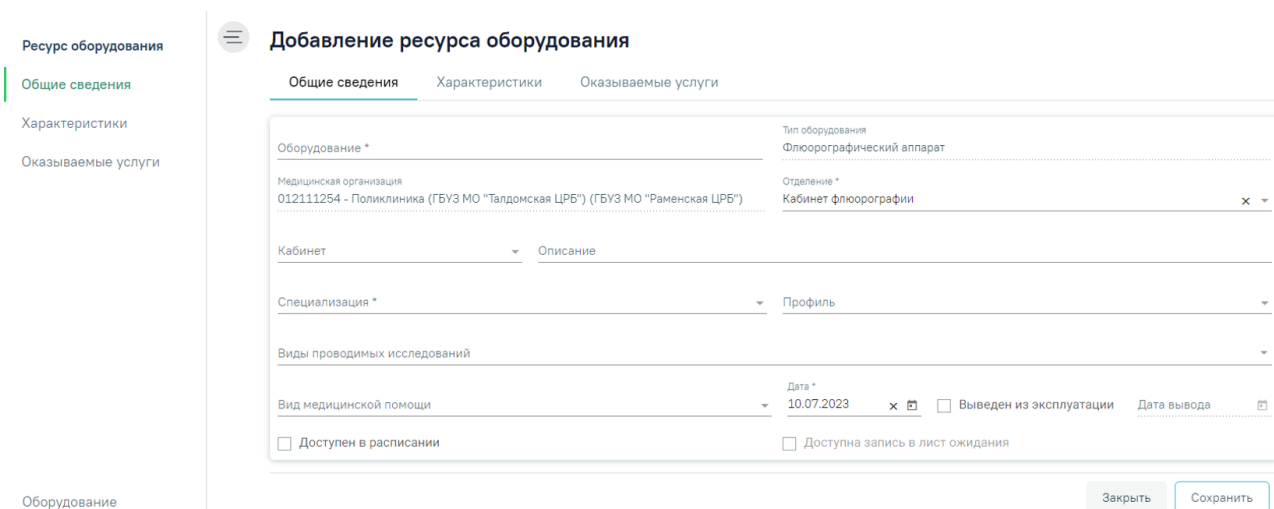 Ресурс оборудования
Общие сведения
Характеристики
Оказываемые услуги
Оборудование
Добавление ресурса оборудования
Общие сведения Характеристики Оказываемые услуги
Оборудование *
Тип оборудования
Флюорографический аппарат
Медицинская организация
012111254 - Поликлиника (ГБУЗ МО "Талдомская ЦРБ") (ГБУЗ МО "Раменская ЦРБ")
Отделение *
Кабинет флюорографии
Кабинет Описание
Специализация * Профиль
Виды проводимых исследований
Вид медицинской помощи
Дата *
10.07.2023 Выведен из эксплуатации Дата вывода
Доступен в расписании Доступна запись в лист ожидания
Закрыть Сохранить